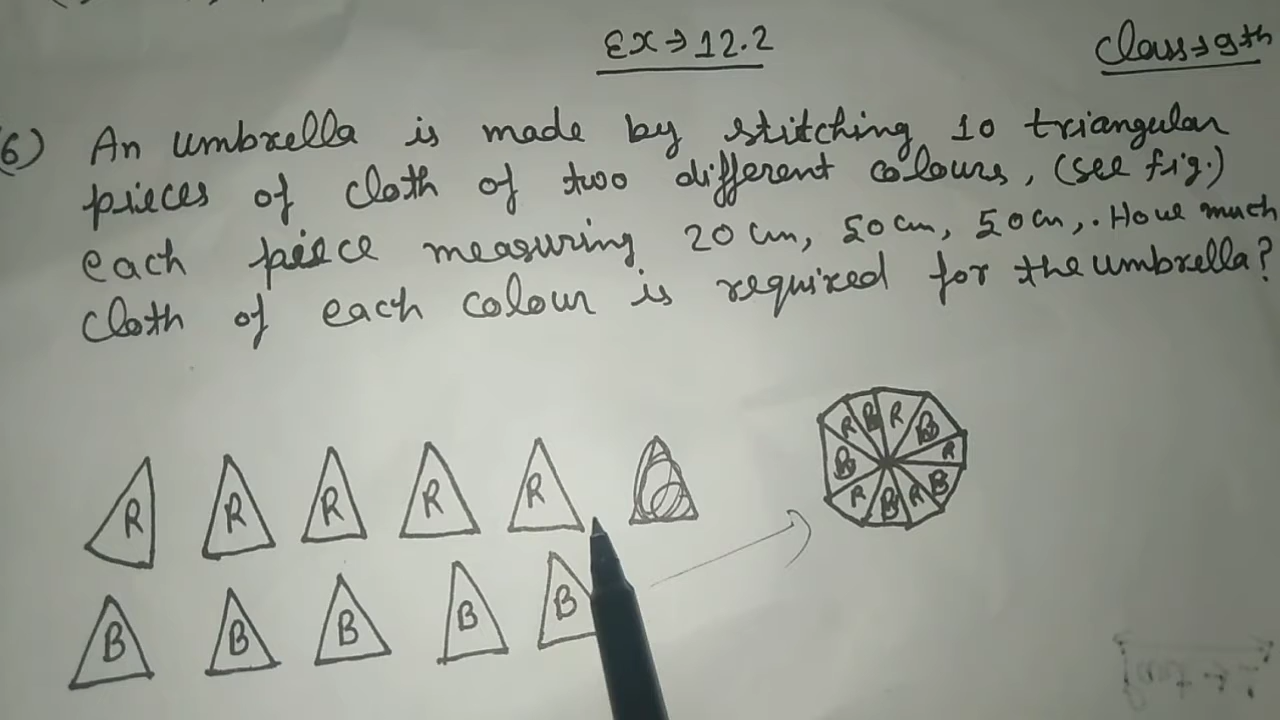 Ex → 12.2
Class → 9th
(6) An umbrella is made by stitching 10 triangular
pieces of cloth of two different colours, (see fig.)
each piece measuring 20 cm, 50 cm, 50 cm,. How much
cloth of each colour is required for the umbrella?
R R R R R
B B B B B
R B R B R B R B R B